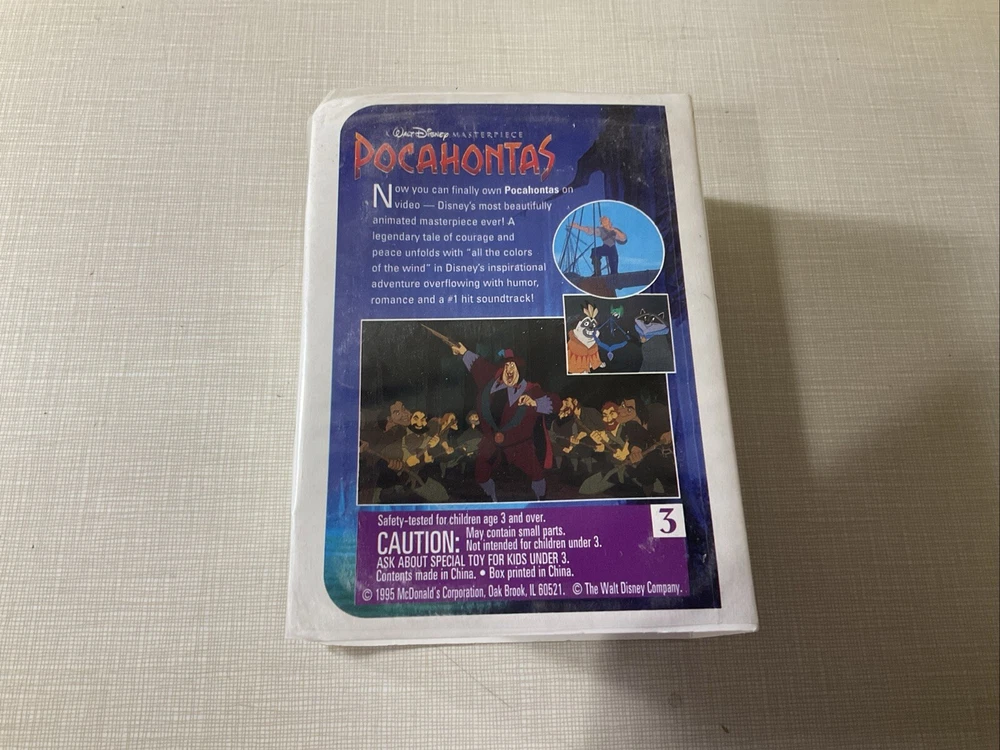 A Walt Disney MASTERPIECE
POCAHONTAS
Now you can finally own Pocahontas on
video — Disney's most beautifully
animated masterpiece ever! A
legendary tale of courage and
peace unfolds with "all the colors
of the wind" in Disney's inspirational
adventure overflowing with humor,
romance and a #1 hit soundtrack!
3
Safety-tested for children age 3 and over.
CAUTION: May contain small parts.
Not intended for children under 3.
ASK ABOUT SPECIAL TOY FOR KIDS UNDER 3.
Contents made in China. • Box printed in China.
© 1995 McDonald's Corporation, Oak Brook, IL 60521. © The Walt Disney Company.